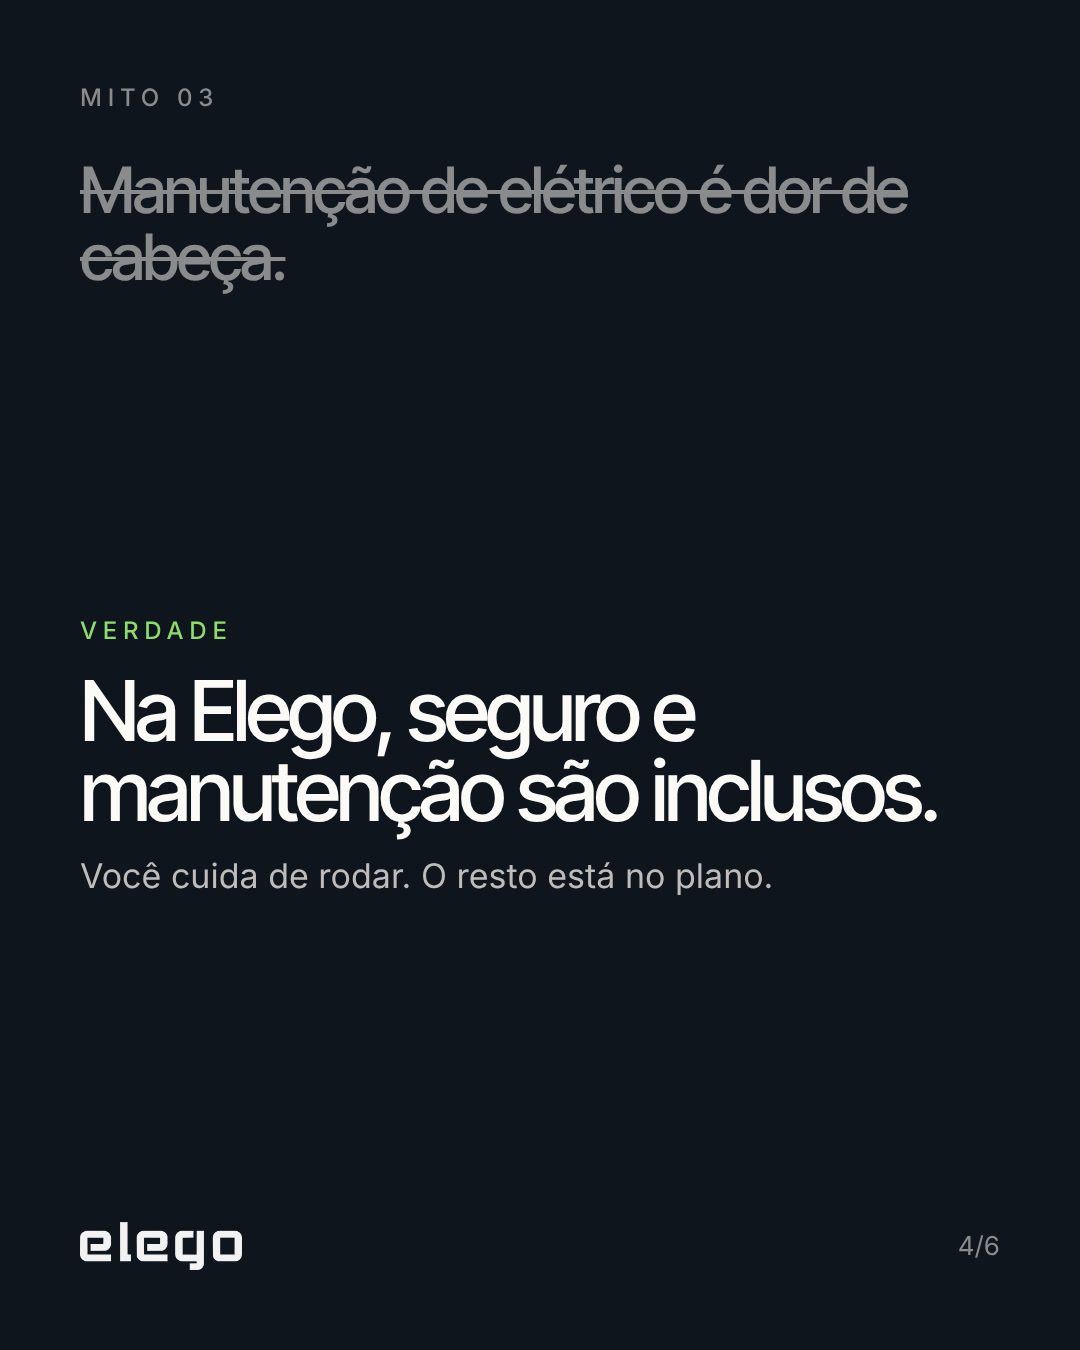 MITO 03
Manutenção de elétrico é dor de
cabeça.
VERDADE
Na Elego, seguro e
manutenção são inclusos.
Você cuida de rodar. O resto está no plano.
elego
4/6